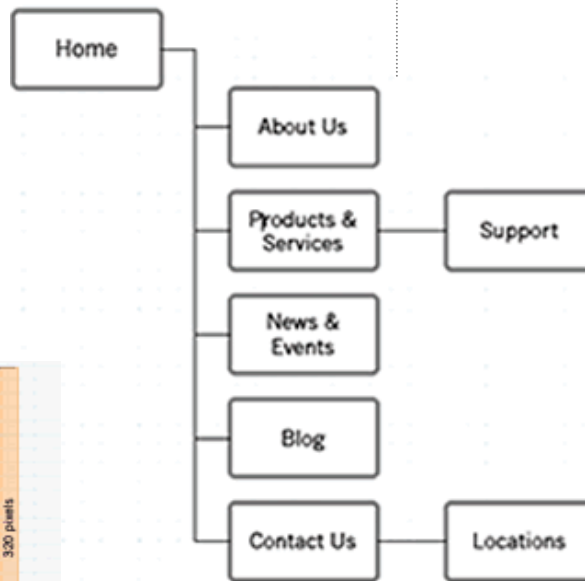 Home
About Us
Products &
Services
Support
News &
Events
Blog
Contact Us
Locations
320 pixels